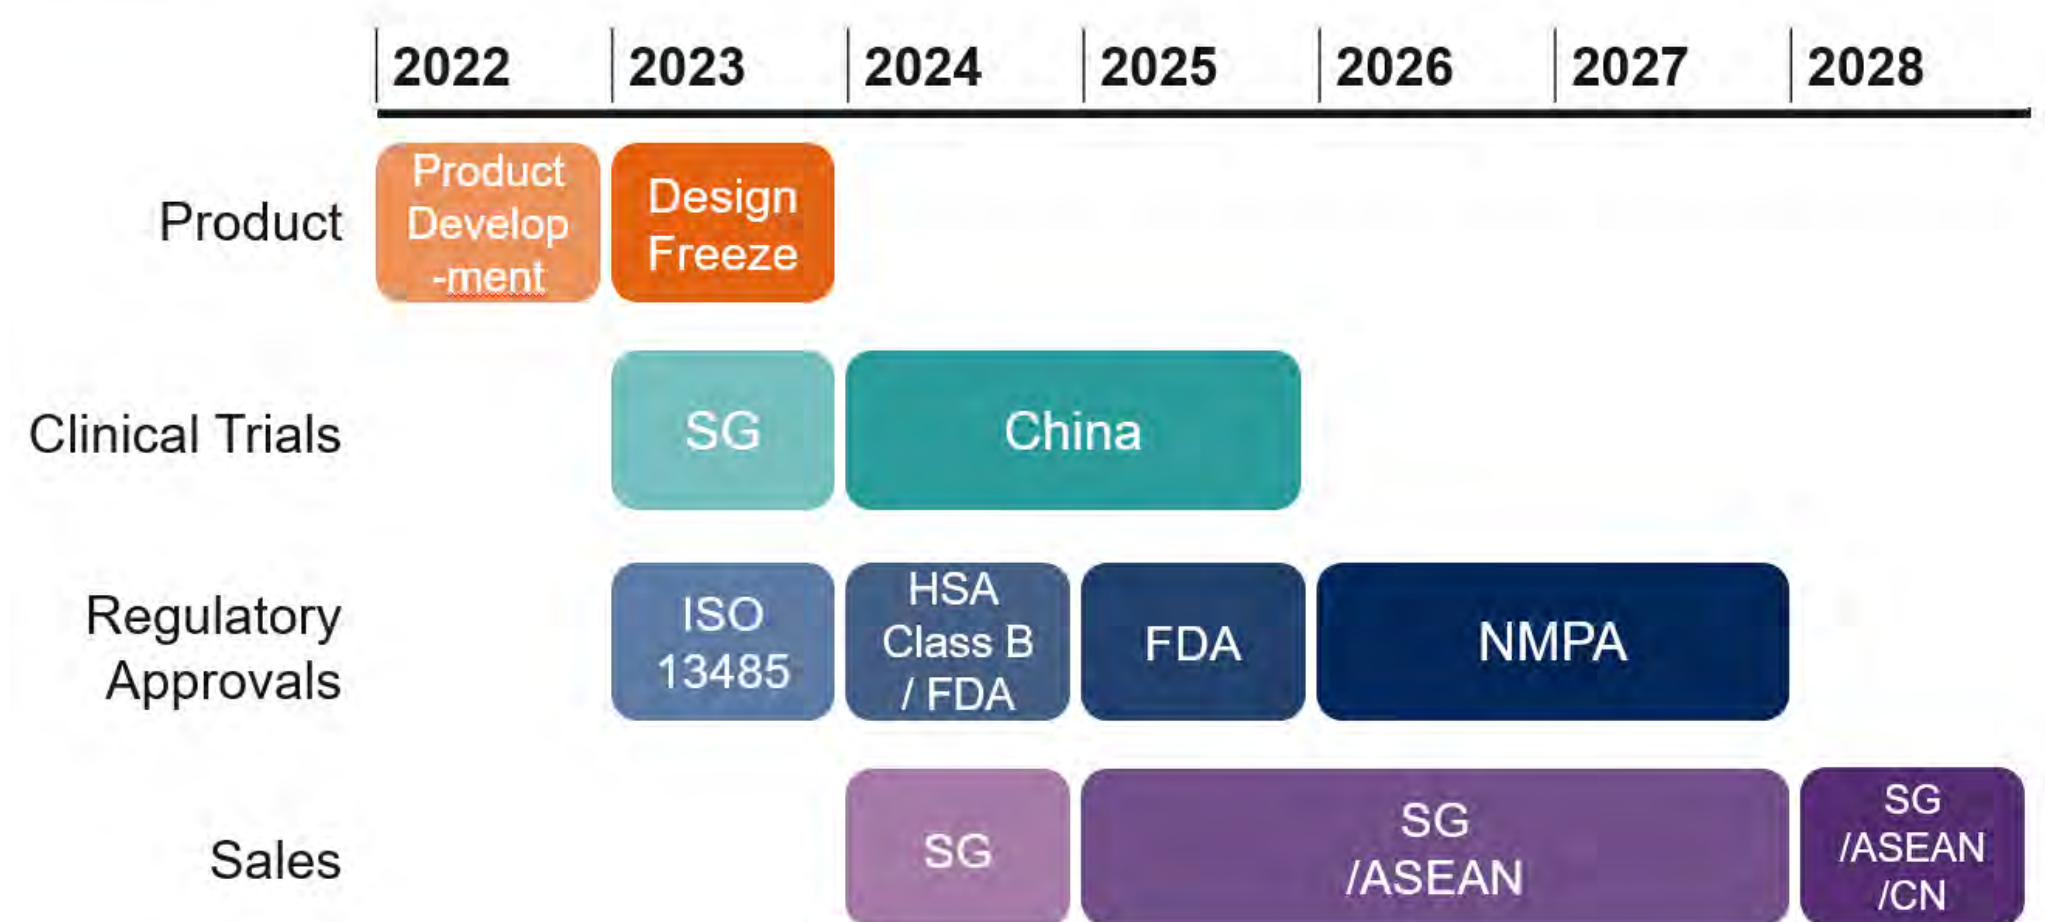 2022 2023 2024 2025 2026 2027 2028
Product
Product
Develop
-ment
Design
Freeze
Clinical Trials
SG
China
Regulatory
Approvals
ISO
13485
HSA
Class B
/ FDA
FDA
NMPA
Sales
SG
SG
/ASEAN
SG
/ASEAN
/CN